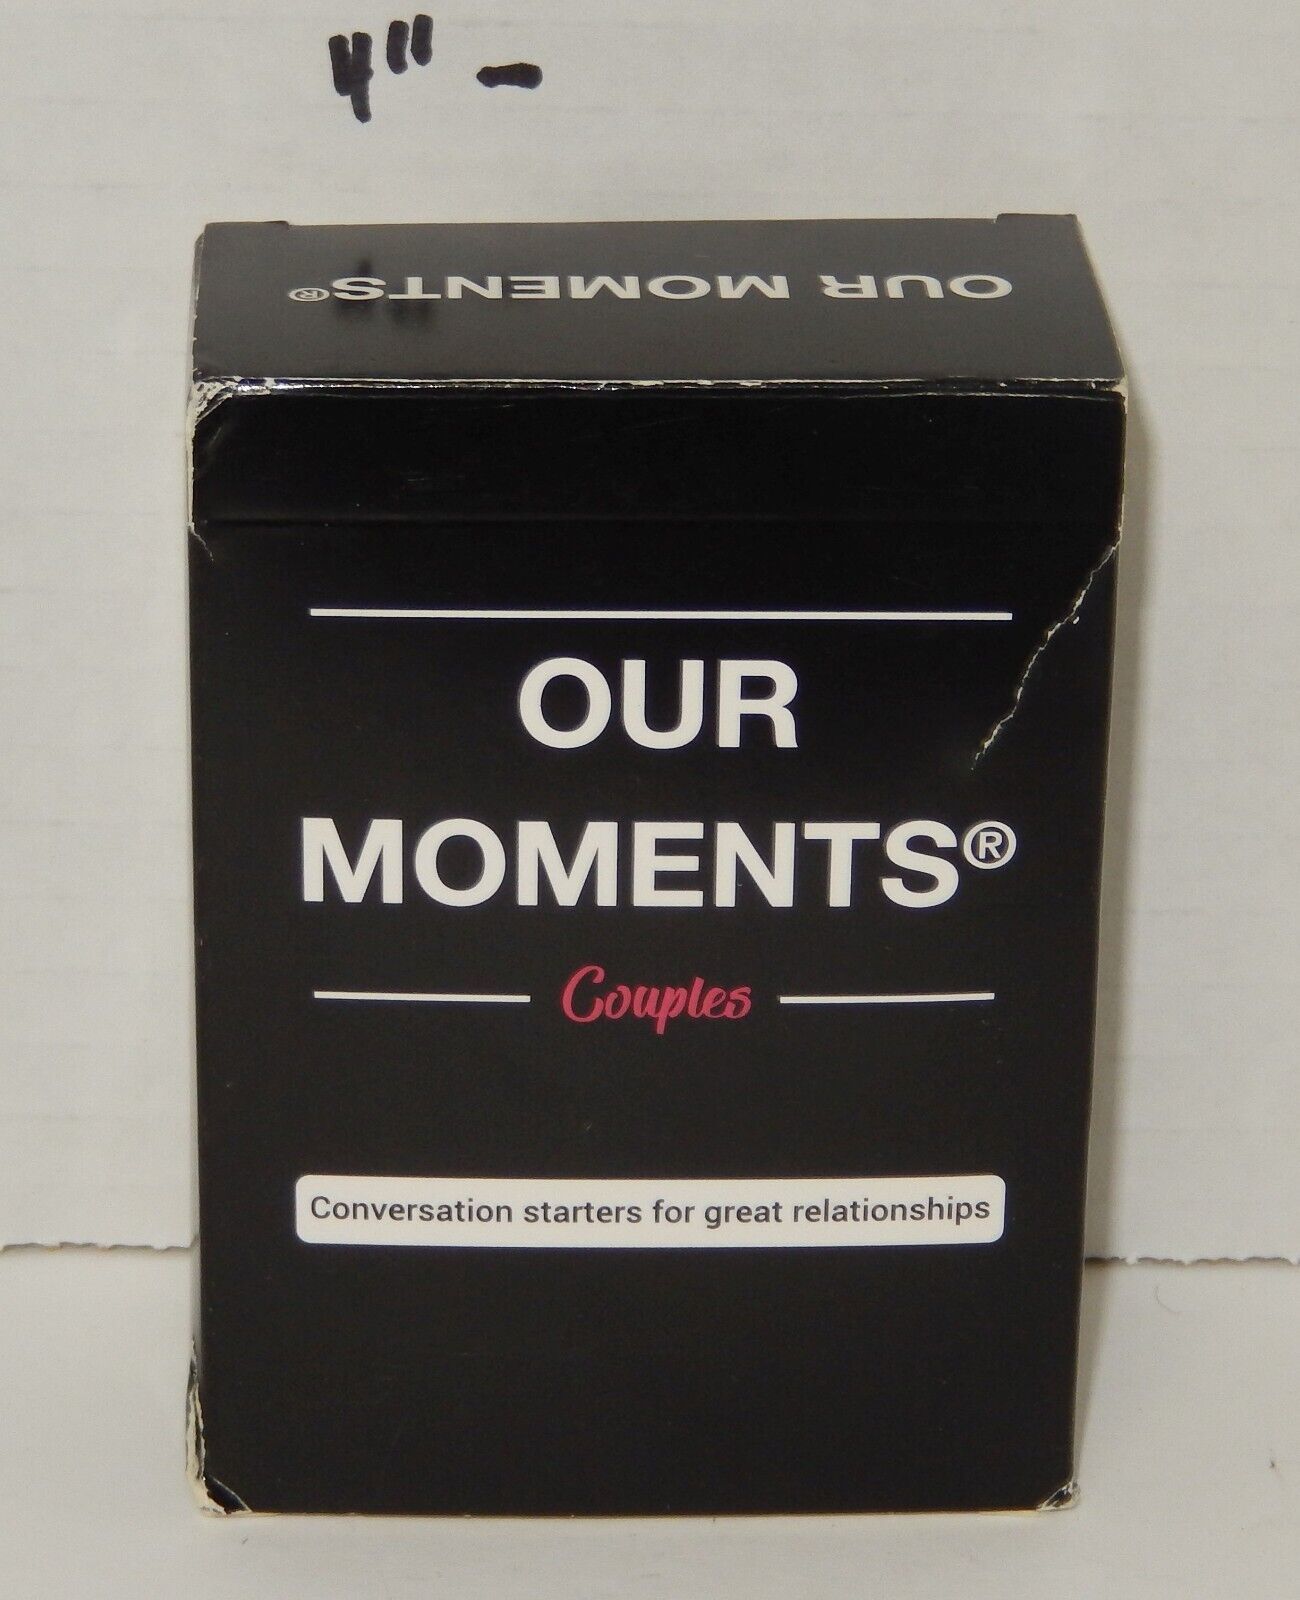 4" -
OUR MOMENTS®
OUR
MOMENTS®
Couples
Conversation starters for great relationships